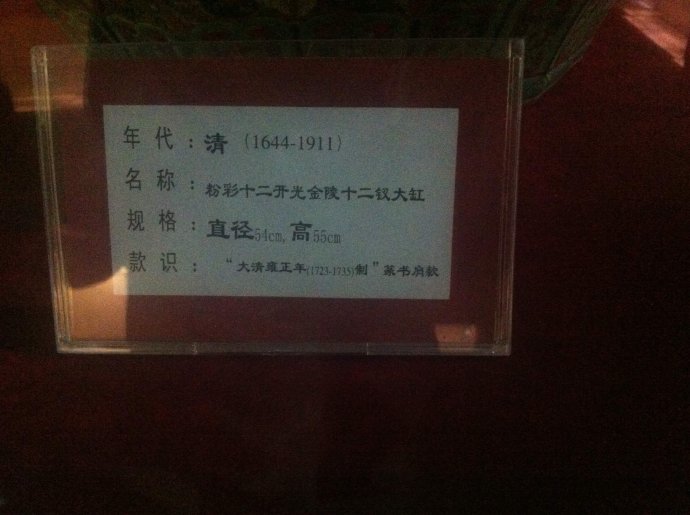 年代：清（1644-1911）
名称：粉彩十二开光金陵十二钗大缸
规格：直径54cm,高55cm
款识：“大清雍正年(1723-1735)制”篆书肩款